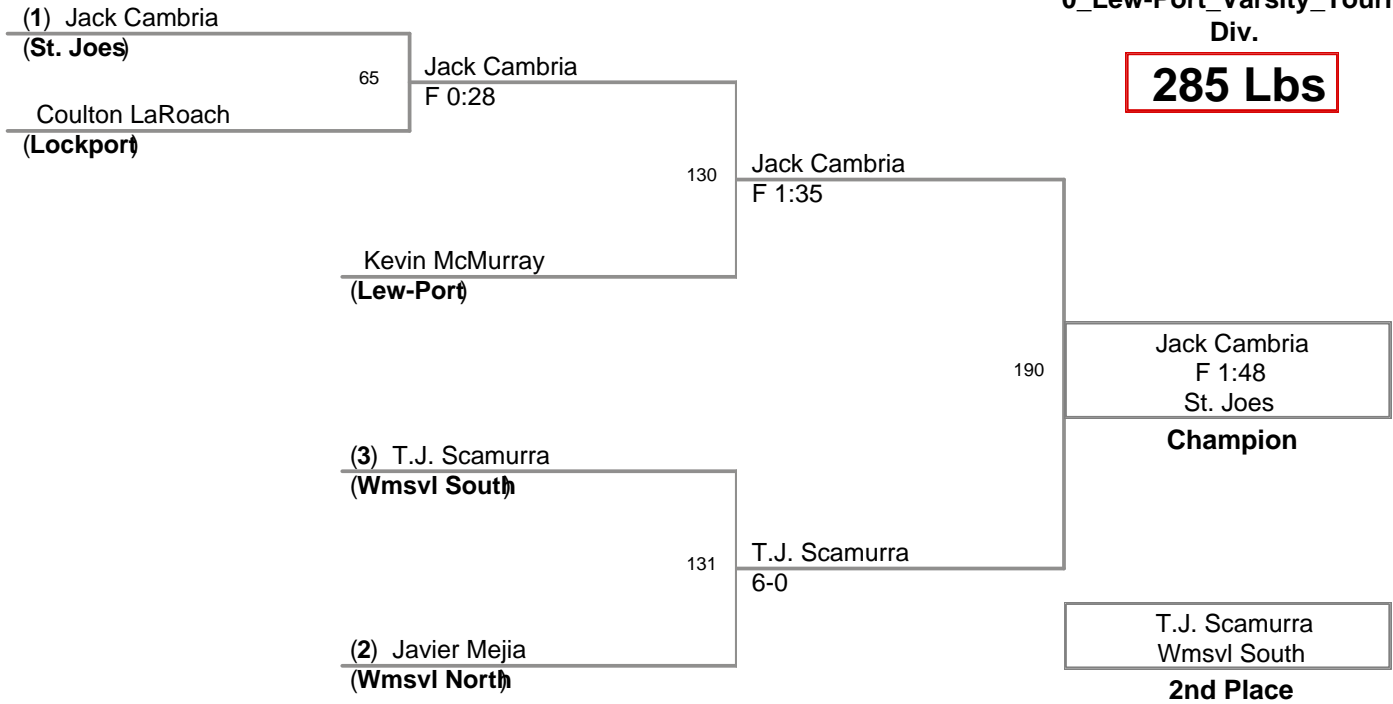 0_Lew-Port_Varsity_Tour
Div.
285 Lbs
(1) Jack Cambria
(St. Joes)
65
Jack Cambria
F 0:28
Coulton LaRoach
(Lockport)
130
Jack Cambria
F 1:35
Kevin McMurray
(Lew-Port)
190
Jack Cambria
F 1:48
St. Joes
Champion
(3) T.J. Scamurra
(Wmsvl South)
131
T.J. Scamurra
6-0
(2) Javier Mejia
(Wmsvl North)
T.J. Scamurra
Wmsvl South
2nd Place